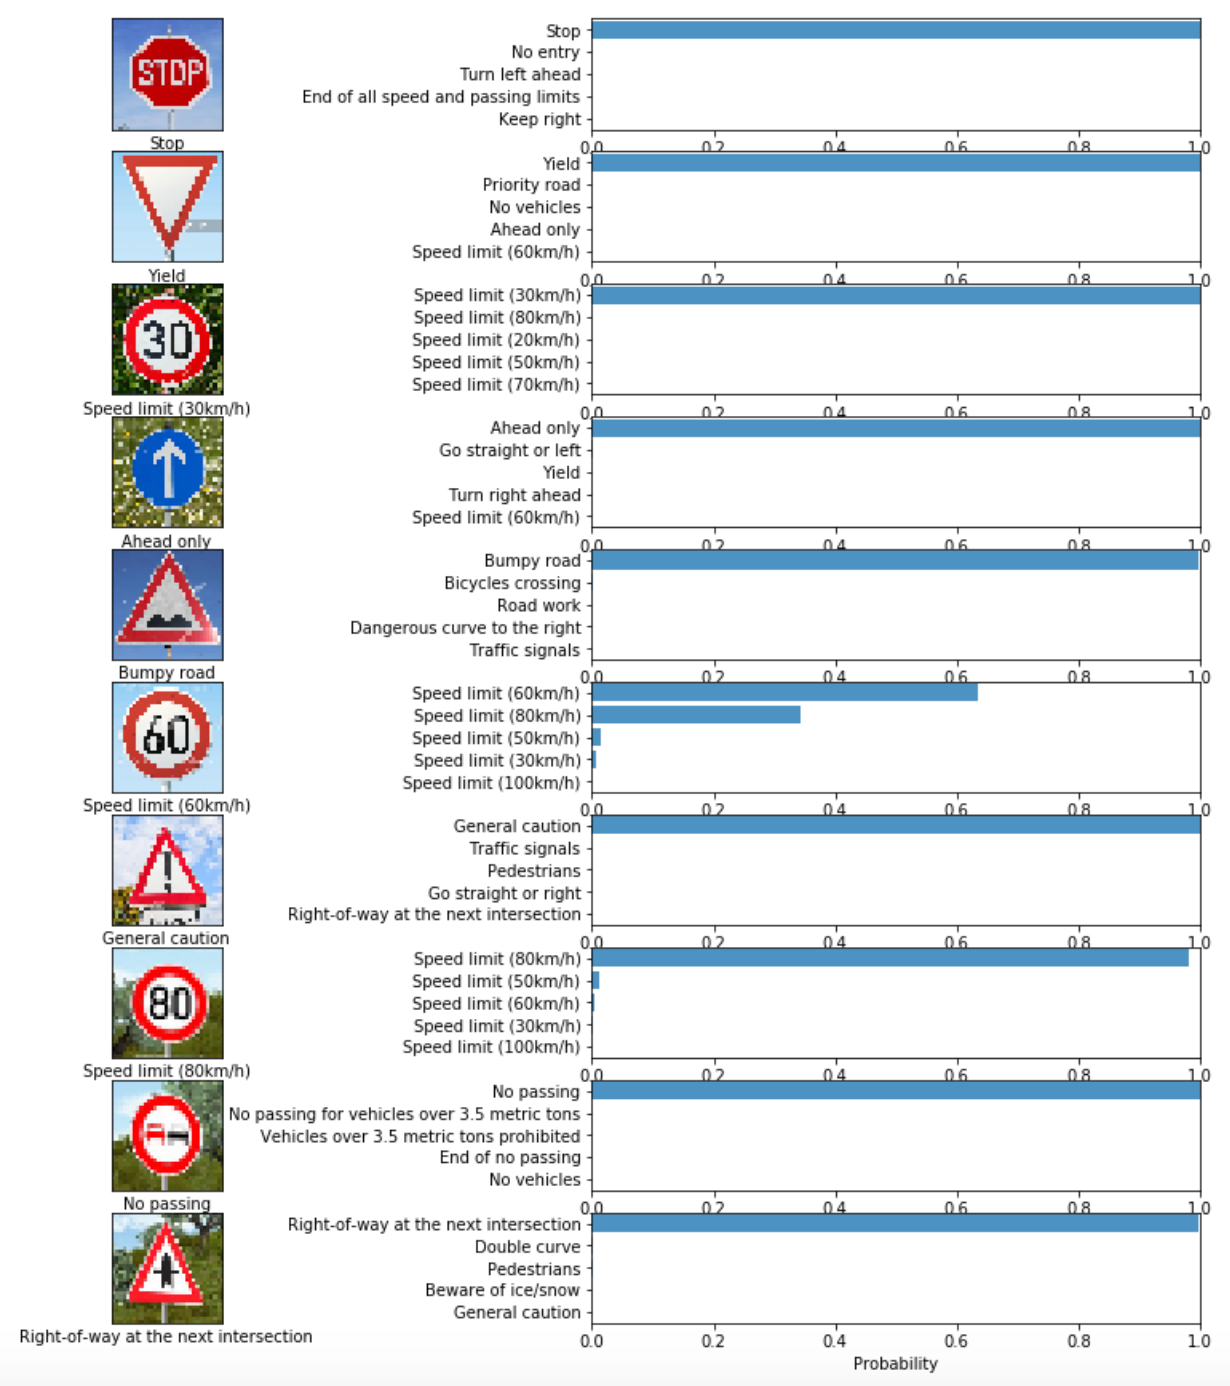 STOP
Stop
Stop
No entry
Turn left ahead
End of all speed and passing limits
Keep right
0.0 0.2 0.4 0.6 0.8 1.0
Yield
Yield
Priority road
No vehicles
Ahead only
Speed limit (60km/h)
0.0 0.2 0.4 0.6 0.8 1.0
30
Speed limit (30km/h)
Speed limit (30km/h)
Speed limit (80km/h)
Speed limit (20km/h)
Speed limit (50km/h)
Speed limit (70km/h)
0.0 0.2 0.4 0.6 0.8 1.0
Ahead only
Ahead only
Go straight or left
Yield
Turn right ahead
Speed limit (60km/h)
0.0 0.2 0.4 0.6 0.8 1.0
Bumpy road
Bumpy road
Bicycles crossing
Road work
Dangerous curve to the right
Traffic signals
0.0 0.2 0.4 0.6 0.8 1.0
60
Speed limit (60km/h)
Speed limit (60km/h)
Speed limit (80km/h)
Speed limit (50km/h)
Speed limit (30km/h)
Speed limit (100km/h)
0.0 0.2 0.4 0.6 0.8 1.0
General caution
General caution
Traffic signals
Pedestrians
Go straight or right
Right-of-way at the next intersection
0.0 0.2 0.4 0.6 0.8 1.0
80
Speed limit (80km/h)
Speed limit (80km/h)
Speed limit (50km/h)
Speed limit (60km/h)
Speed limit (30km/h)
Speed limit (100km/h)
0.0 0.2 0.4 0.6 0.8 1.0
No passing
No passing
No passing for vehicles over 3.5 metric tons
Vehicles over 3.5 metric tons prohibited
End of no passing
No vehicles
0.0 0.2 0.4 0.6 0.8 1.0
Right-of-way at the next intersection
Right-of-way at the next intersection
Double curve
Pedestrians
Beware of ice/snow
General caution
0.0 0.2 0.4 0.6 0.8 1.0
Probability